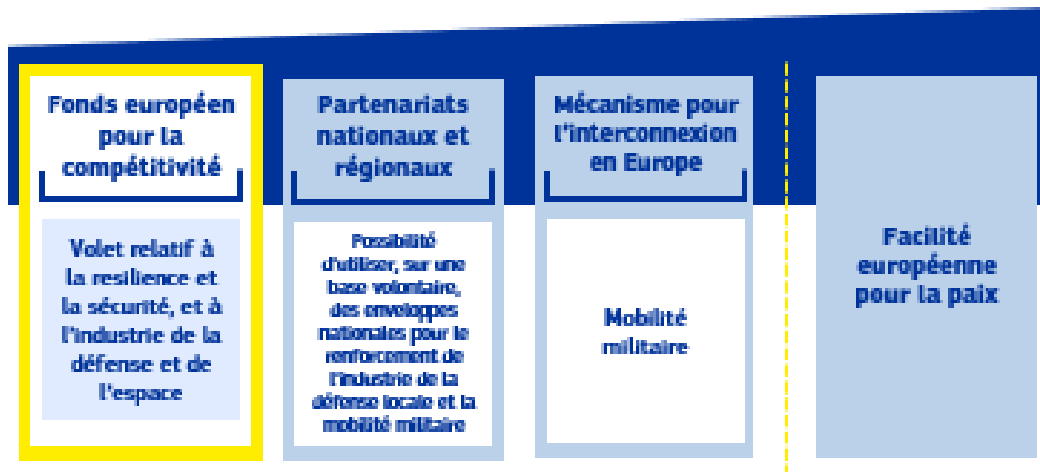 Fonds européen
pour la
compétitivité
Volet relatif à
la resilience et
la sécurité, et à
l'industrie de la
défense et de
l'espace
Partenariats
nationaux et
régionaux
Possibilité
d'utiliser, sur une
base volontaire,
des enveloppes
nationales pour le
renforcement de
l'industrie de la
défense locale et la
mobilité militaire
Mécanisme pour
l'interconnexion
en Europe
Mobilité
militaire
Facilité
européenne
pour la paix